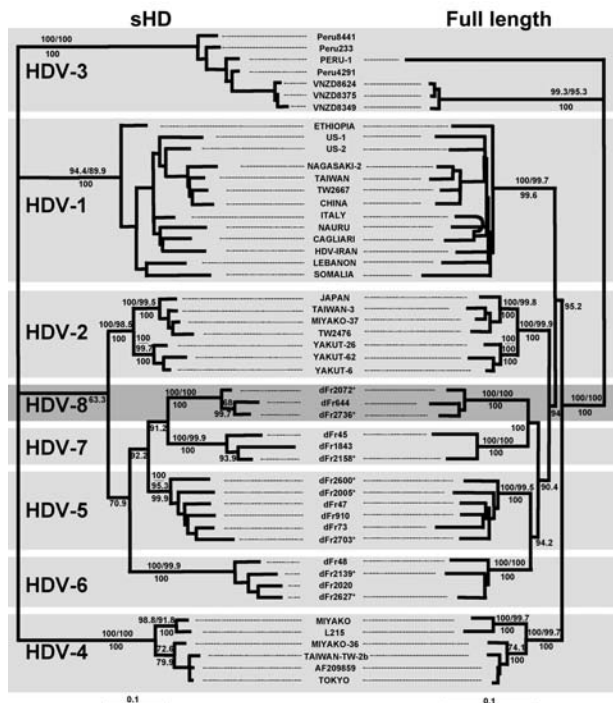 sHD Full length
Peru8441
100/100
Peru233
100
PERU-1
HDV-3
Peru4291
VNZD8624
99.3/95.3
VNZD8375
100
VNZD8349
ETHIOPIA
US-1
US-2
94.4/89.9
NAGASAKI-2
100/99.7
100
TAIWAN
99.6
HDV-1
TW2667
CHINA
ITALY
NAURU
CAGLIARI
HDV-IRAN
LEBANON
SOMALIA
JAPAN
95.2
100/99.5
TAIWAN-3
100/99.8
HDV-2
100/98.5
MIYAKO-37
100/99.9
100
100
TW2476
100
100
99.7
YAKUT-26
100
YAKUT-62
100
YAKUT-6
63.3
100/100
HDV-8
100/100
dFr2072*
100/100
100
68
dFr644
94
100
99.7
dFr2736*
100
91.2
HDV-7
100/99.9
dFr45
100/100
100
dFr1843
100
92.2
93.9
dFr2158*
70.9
100
dFr2600*
90.4
95.3
dFr2005*
100/99.5
99.9
dFr47
100
HDV-5
dFr910
dFr73
94.2
dFr2703*
100/99.9
dFr48
100/100
100
dFr2139*
100
HDV-6
dFr2020
dFr2627*
98.8/91.8
MIYAKO
100/99.7
100/100
L215
100/99.7
100
72.8
MIYAKO-36
74.1
100
HDV-4
79.9
TAIWAN-TW-2b
100
AF209859
TOKYO
0.1 0.1